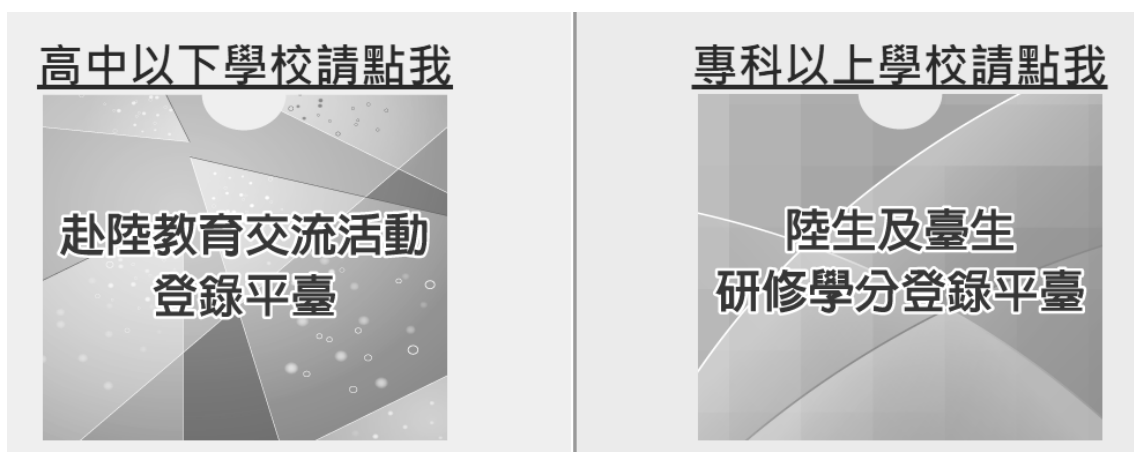 高中以下學校請點我
赴陸教育交流活動
登錄平臺
專科以上學校請點我
陸生及臺生
研修學分登錄平臺